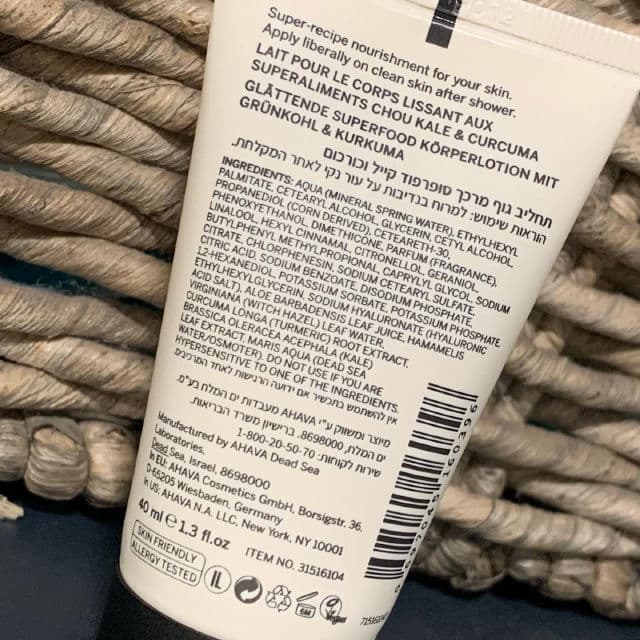 Super-recipe nourishment for your skin.
Apply liberally on clean skin after shower.
LAIT POUR LE CORPS LISSANT AUX
SUPERALIMENTS CHOU KALE & CURCUMA
GLÄTTENDE SUPERFOOD KÖRPERLOTION MIT
GRÜNKOHL & KURKUMA
תחליב גוף מרכך סופרפוד קייל וכורכום
הוראות שימוש: למרוח בנדיבות על עור נקי לאחר המקלחת.
INGREDIENTS: AQUA (MINERAL SPRING WATER), ETHYLHEXYL
PALMITATE, CETEARYL ALCOHOL, GLYCERIN, CETYL ALCOHOL,
PROPANEDIOL (CORN DERIVED), CETEARETH-30,
PHENOXYETHANOL, DIMETHICONE, PARFUM (FRAGRANCE),
LINALOOL, HEXYL CINNAMAL, CITRONELLOL, GERANIOL,
BUTYLPHENYL METHYLPROPIONAL, CAPRYLYL GLYCOL, SODIUM
CITRATE, CHLORPHENESIN, SODIUM CETEARYL SULFATE,
CITRIC ACID, SODIUM BENZOATE, DISODIUM PHOSPHATE,
1,2-HEXANEDIOL, POTASSIUM SORBATE, POTASSIUM PHOSPHATE,
ETHYLHEXYLGLYCERIN, SODIUM HYALURONATE (HYALURONIC
ACID SALT), ALOE BARBADENSIS LEAF JUICE, HAMAMELIS
VIRGINIANA (WITCH HAZEL) LEAF WATER,
CURCUMA LONGA (TURMERIC) ROOT EXTRACT,
BRASSICA OLERACEA ACEPHALA (KALE)
LEAF EXTRACT, MARIS AQUA (DEAD SEA
WATER/OSMOTER). DO NOT USE IF YOU ARE
HYPERSENSITIVE TO ONE OF THE INGREDIENTS.
אין להשתמש בתכשיר אם ידועה הרגישות לאחד המרכיבים.
מיוצר ומשווק ע"י AHAVA מעבדות ים המלח בע"מ.
ים המלח, 8698000. ברישיון משרד הבריאות.
שירות לקוחות: 1-800-20-50-70
Manufactured by AHAVA Dead Sea
Laboratories.
Dead Sea, Israel, 8698000
In EU: AHAVA Cosmetics GmbH, Borsigstr. 36.
D-65205 Wiesbaden, Germany
In US: AHAVA N.A. LLC. New York, NY 10001
40 ml e 1.3 fl.oz
ITEM NO. 31516104
SKIN FRIENDLY
ALLERGY TESTED
IL
6M
Vegan